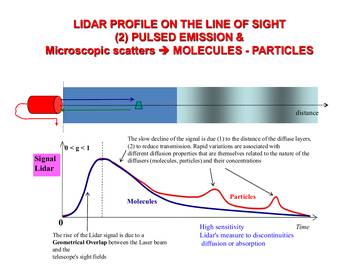 LIDAR PROFILE ON THE LINE OF SIGHT
(2) PULSED EMISSION &
Microscopic scatters ➔ MOLECULES - PARTICLES
distance
The slow decline of the signal is due (1) to the distance of the diffuse layers,
(2) to reduce transmission. Rapid variations are associated with
different diffusion properties that are themselves related to the nature of the
diffusers (molecules, particles) and their concentrations
0 < g < 1
Signal
Lidar
Molecules
Particles
0
Time
High sensitivity
Lidar's measure to discontinuities
diffusion or absorption
The rise of the Lidar signal is due to a
Geometrical Overlap between the Laser beam
and the
telescope's sight fields